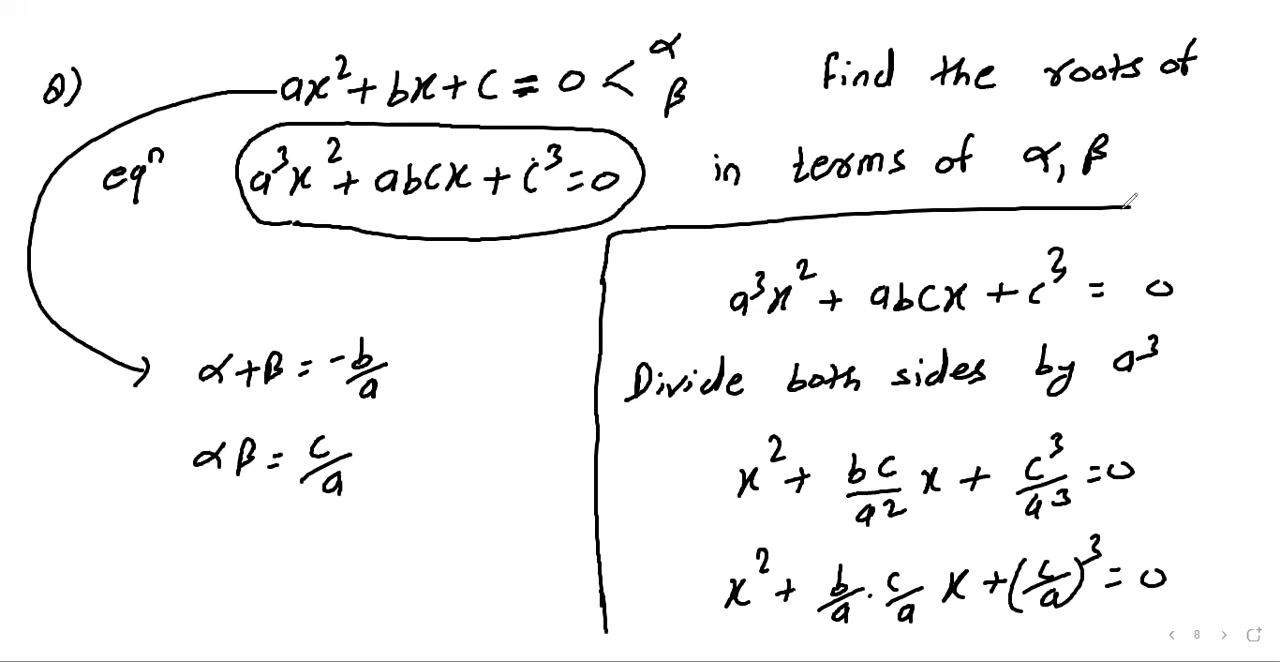 Q) ax² + bx + c = 0 < α β Find the roots of
eqⁿ a³x² + abcx + c³ = 0 in terms of α, β
α + β = -b/a
αβ = c/a
a³x² + abcx + c³ = 0
Divide both sides by a³
x² + bc/a² x + c³/a³ = 0
x² + b/a . c/a x + (c/a)³ = 0
8